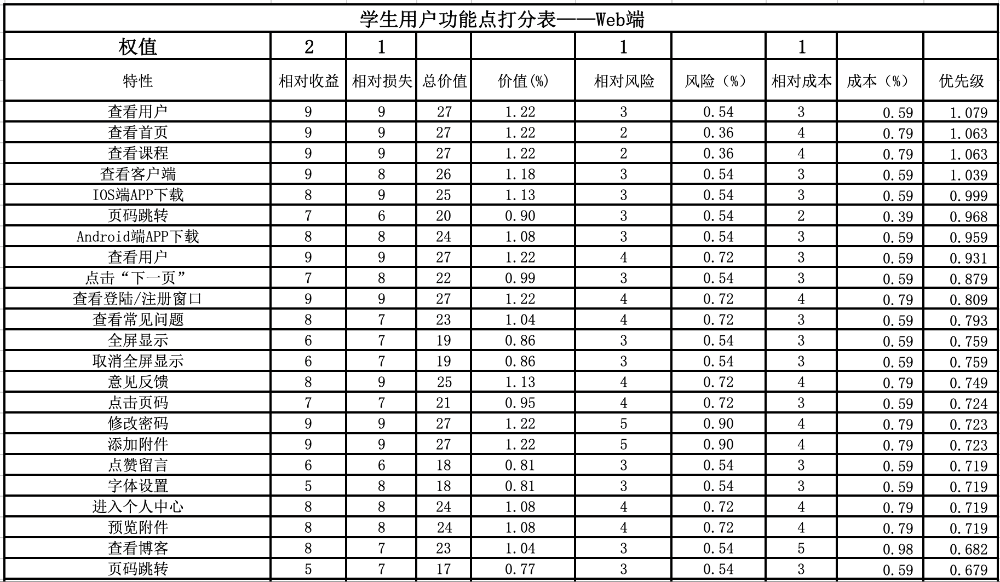 学生用户功能点打分表——Web端
权值 2 1 1 1
特性 相对收益 相对损失 总价值 价值(%) 相对风险 风险（%） 相对成本 成本（%） 优先级
查看用户 9 9 27 1.22 3 0.54 3 0.59 1.079
查看首页 9 9 27 1.22 2 0.36 4 0.79 1.063
查看课程 9 9 27 1.22 2 0.36 4 0.79 1.063
查看客户端 9 8 26 1.18 3 0.54 3 0.59 1.039
IOS端APP下载 8 9 25 1.13 3 0.54 3 0.59 0.999
页码跳转 7 6 20 0.90 3 0.54 2 0.39 0.968
Android端APP下载 8 8 24 1.08 3 0.54 3 0.59 0.959
查看用户 9 9 27 1.22 4 0.72 3 0.59 0.931
点击“下一页” 7 8 22 0.99 3 0.54 3 0.59 0.879
查看登陆/注册窗口 9 9 27 1.22 4 0.72 4 0.79 0.809
查看常见问题 8 7 23 1.04 4 0.72 3 0.59 0.793
全屏显示 6 7 19 0.86 3 0.54 3 0.59 0.759
取消全屏显示 6 7 19 0.86 3 0.54 3 0.59 0.759
意见反馈 8 9 25 1.13 4 0.72 4 0.79 0.749
点击页码 7 7 21 0.95 4 0.72 3 0.59 0.724
修改密码 9 9 27 1.22 5 0.90 4 0.79 0.723
添加附件 9 9 27 1.22 5 0.90 4 0.79 0.723
点赞留言 6 6 18 0.81 3 0.54 3 0.59 0.719
字体设置 5 8 18 0.81 3 0.54 3 0.59 0.719
进入个人中心 8 8 24 1.08 4 0.72 4 0.79 0.719
预览附件 8 8 24 1.08 4 0.72 4 0.79 0.719
查看博客 8 7 23 1.04 3 0.54 5 0.98 0.682
页码跳转 5 7 17 0.77 3 0.54 3 0.59 0.679